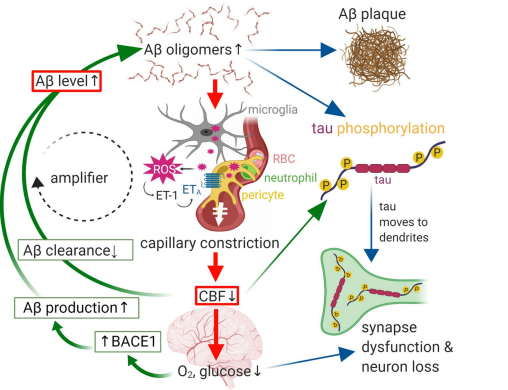 Aβ plaque
Aβ oligomers↑
Aβ level↑
microglia
tau phosphorylation
P
P
P
P
tau
ROS
RBC
neutrophil
ET-1
ET
pericyte
amplifier
tau
moves to
dendrites
capillary constriction
Aβ clearance↓
CBF↓
P
P
P
P
P
P
P
P
Aβ production↑
↑BACE1
O₂, glucose↓
synapse
dysfunction &
neuron loss